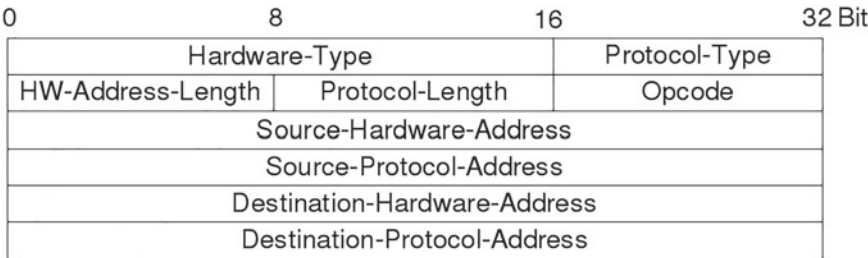 0 8 16 32 Bit
Hardware-Type Protocol-Type
HW-Address-Length Protocol-Length Opcode
Source-Hardware-Address
Source-Protocol-Address
Destination-Hardware-Address
Destination-Protocol-Address